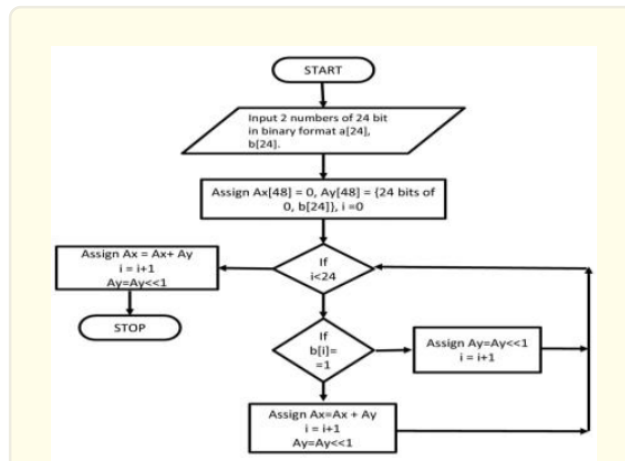 START
Input 2 numbers of 24 bit
in binary format a[24],
b[24].
Assign Ax[48] = 0, Ay[48] = {24 bits of
0, b[24]}, i =0
If
i<24
Assign Ax = Ax+ Ay
i = i+1
Ay=Ay<<1
STOP
If
b[i]=
=1
Assign Ay=Ay<<1
i = i+1
Assign Ax=Ax + Ay
i = i+1
Ay=Ay<<1